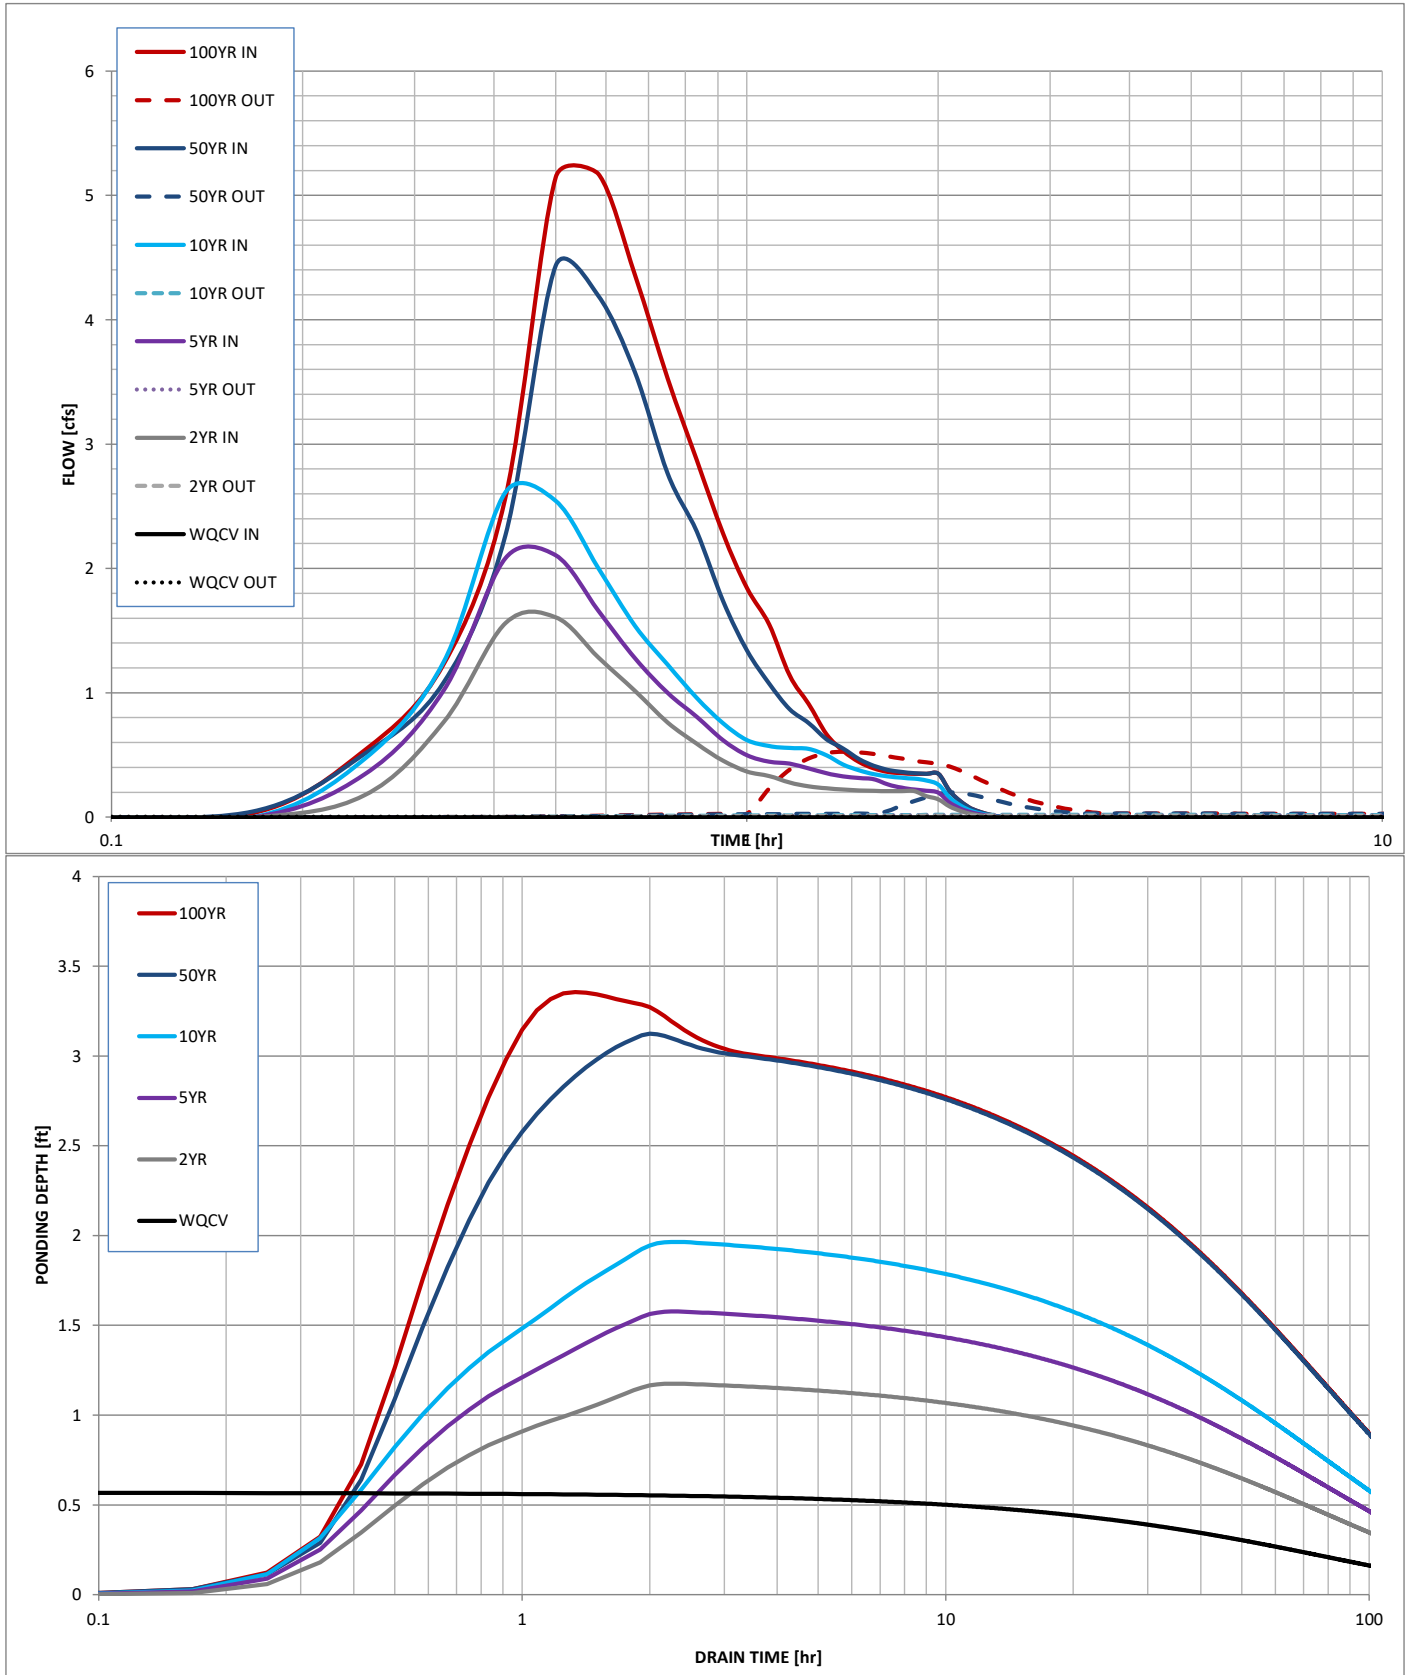 100YR IN
100YR OUT
50YR IN
50YR OUT
10YR IN
10YR OUT
5YR IN
5YR OUT
2YR IN
2YR OUT
WQCV IN
WQCV OUT
FLOW [cfs]
6
5
4
3
2
1
0
0.1
1
10
TIME [hr]
100YR
50YR
10YR
5YR
2YR
WQCV
PONDING DEPTH [ft]
4
3.5
3
2.5
2
1.5
1
0.5
0
0.1
1
10
100
DRAIN TIME [hr]